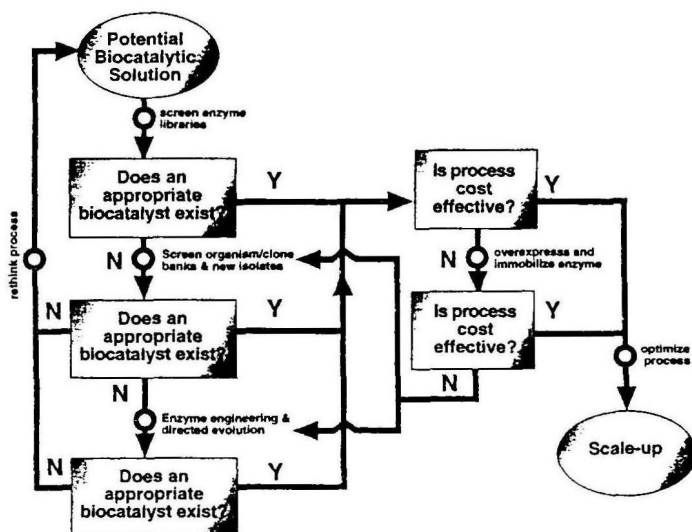 Potential
Biocatalytic
Solution
screen enzyme
libraries
Does an
appropriate
biocatalyst exist?
Y
N
Screen organism/clone
banks & new isolates
rethink process
N
Does an
appropriate
biocatalyst exist?
Y
N
Enzyme engineering &
directed evolution
N
Does an
appropriate
biocatalyst exist?
Y
Is process
cost
effective?
Y
N
overexpress and
immobilize enzyme
Is process
cost
effective?
Y
N
optimize
process
Scale-up